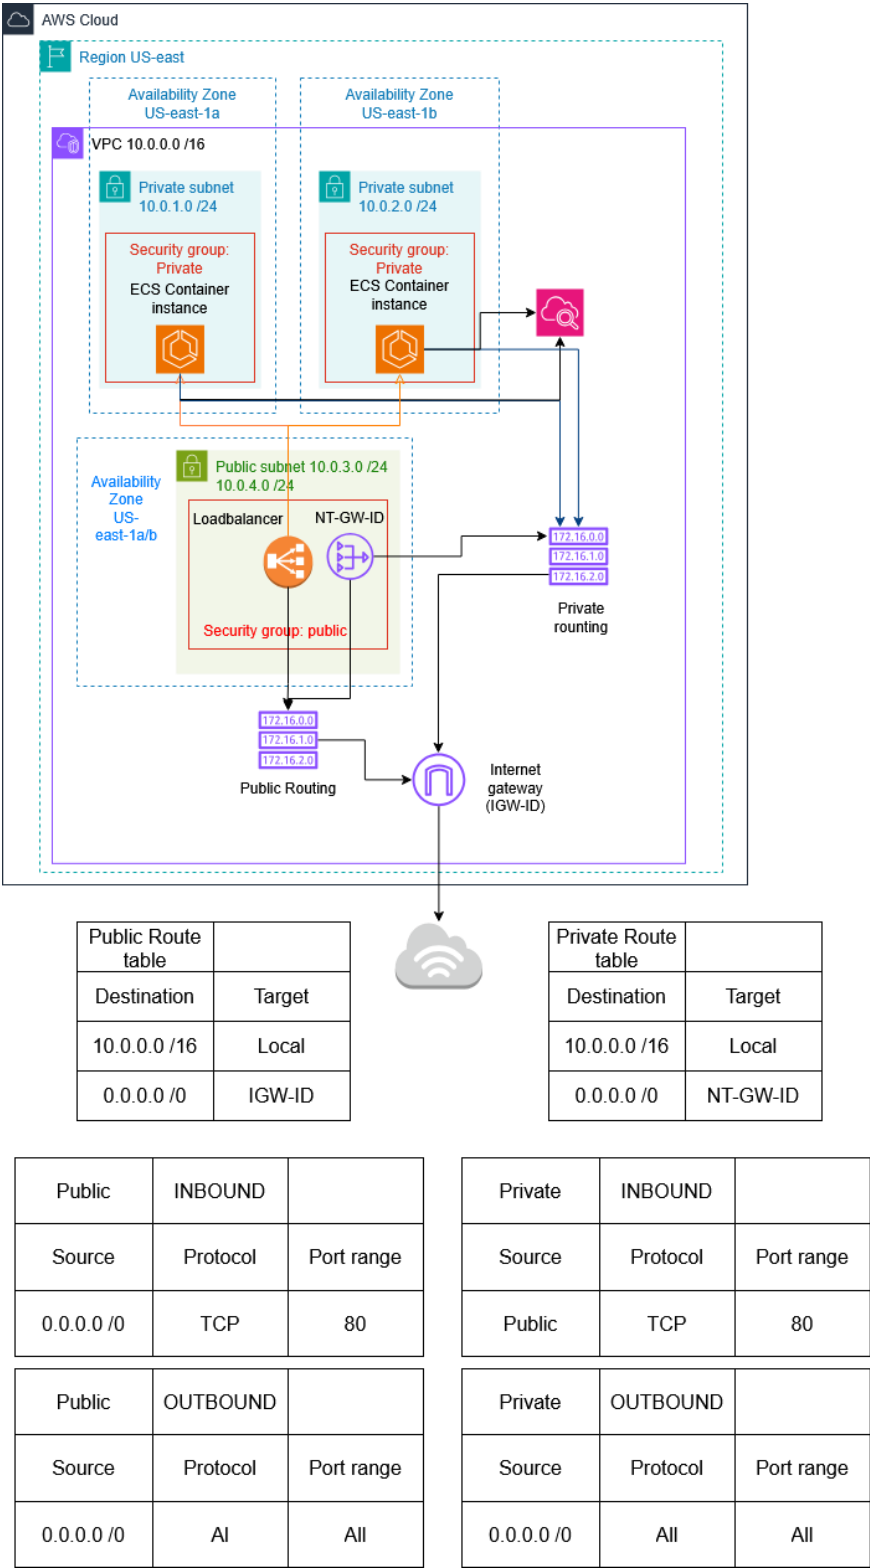 AWS Cloud
Region US-east
Availability Zone
US-east-1a
Availability Zone
US-east-1b
VPC 10.0.0.0 /16
Private subnet
10.0.1.0 /24
Private subnet
10.0.2.0 /24
Security group:
Private
ECS Container
instance
Security group:
Private
ECS Container
instance
Availability
Zone
US-
east-1a/b
Public subnet 10.0.3.0 /24
10.0.4.0 /24
Loadbalancer
NT-GW-ID
Security group: public
172.16.0.0
172.16.1.0
172.16.2.0
Private
rounting
172.16.0.0
172.16.1.0
172.16.2.0
Public Routing
Internet
gateway
(IGW-ID)
Public Route
table
Destination Target
10.0.0.0 /16 Local
0.0.0.0 /0 IGW-ID
Private Route
table
Destination Target
10.0.0.0 /16 Local
0.0.0.0 /0 NT-GW-ID
Public INBOUND
Source Protocol Port range
0.0.0.0 /0 TCP 80
Private INBOUND
Source Protocol Port range
Public TCP 80
Public OUTBOUND
Source Protocol Port range
0.0.0.0 /0 Al All
Private OUTBOUND
Source Protocol Port range
0.0.0.0 /0 All All